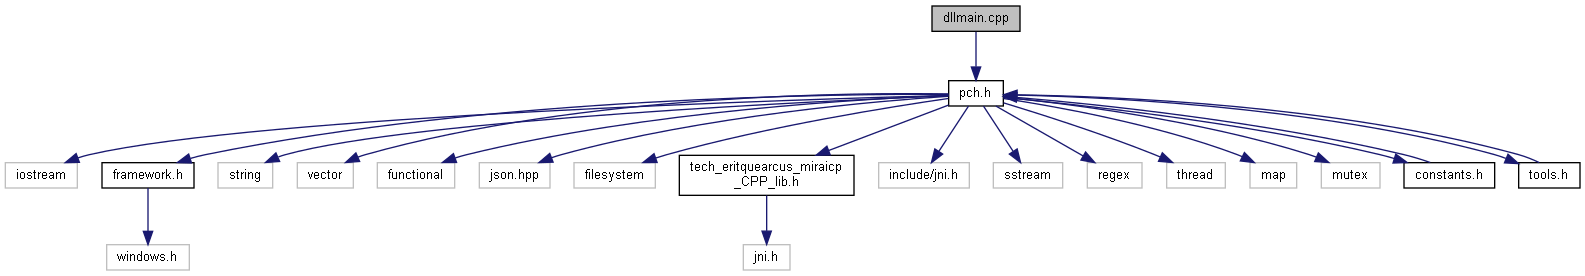 dllmain.cpp
pch.h
iostream
framework.h
string
vector
functional
json.hpp
filesystem
tech_eritquearcus_miraicp
_CPP_lib.h
include/jni.h
sstream
regex
thread
map
mutex
constants.h
tools.h
windows.h
jni.h